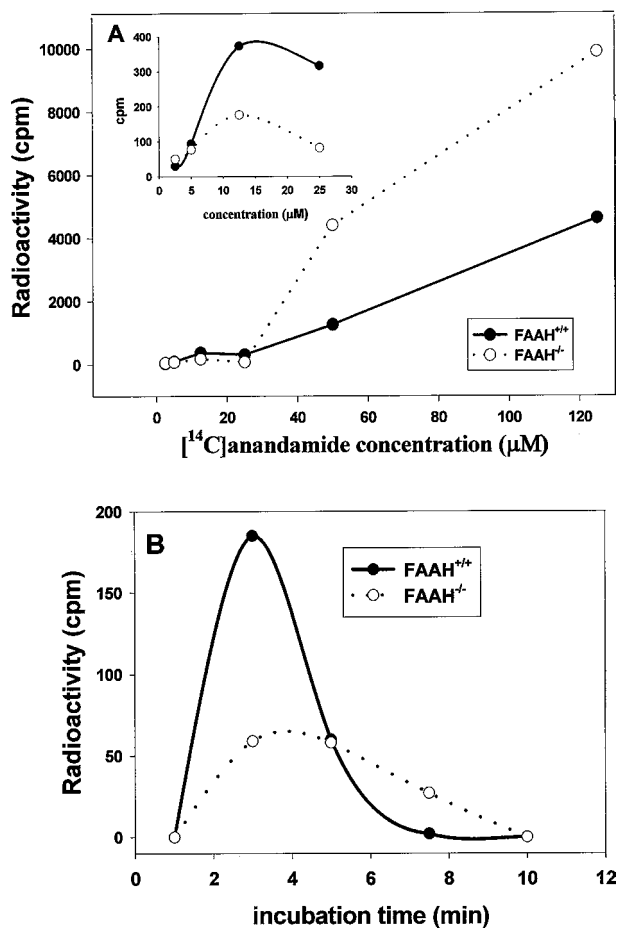 A
10000
8000
6000
4000
2000
0
Radioactivity (cpm)
400
300
200
100
0
cpm
0 5 10 15 20 25 30
concentration (μM)
FAAH+/+
FAAH-/-
0 20 40 60 80 100 120
[14C]anandamide concentration (μM)
B
200
150
100
50
0
Radioactivity (cpm)
FAAH+/+
FAAH-/-
0 2 4 6 8 10 12
incubation time (min)